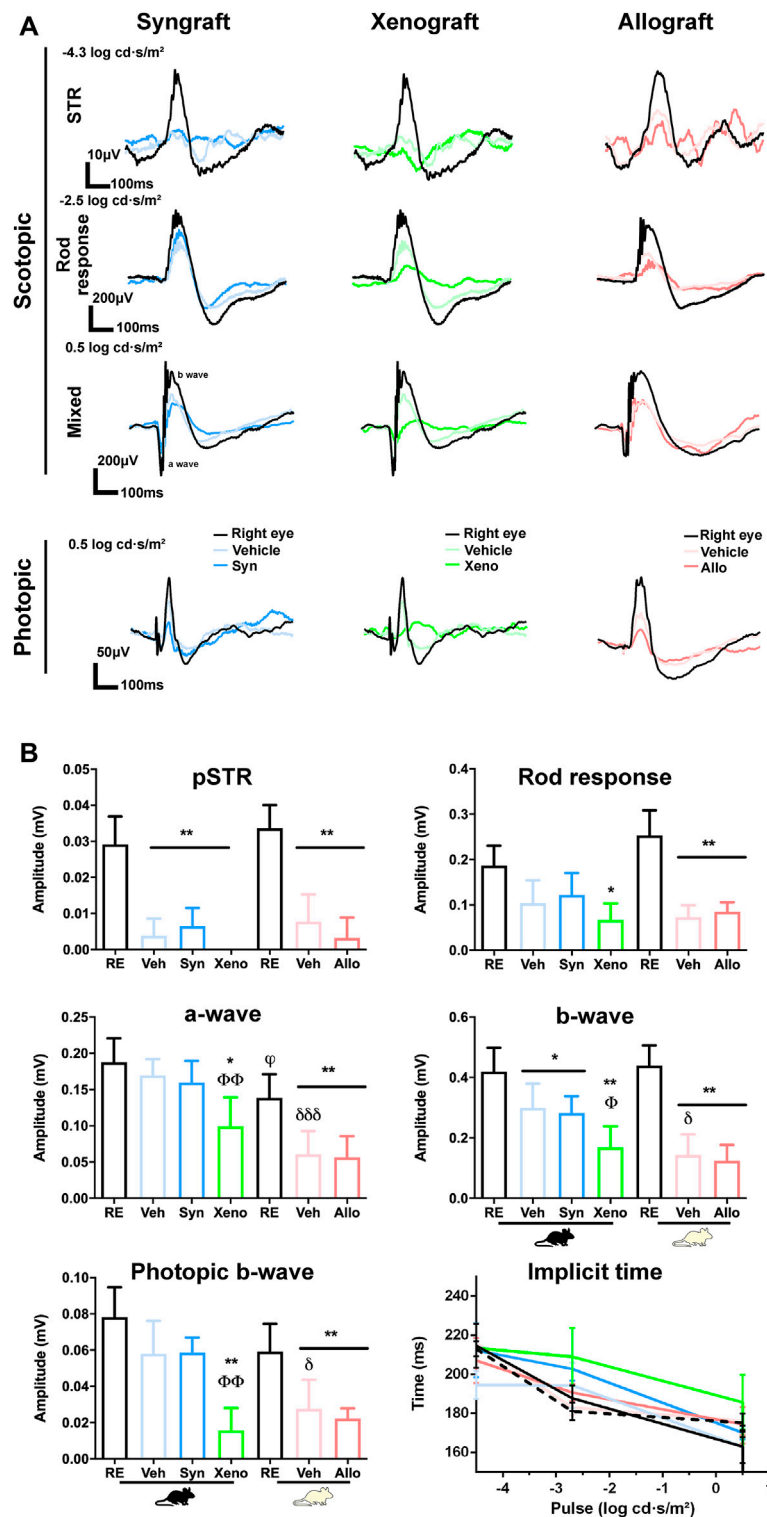 A
Syngraft Xenograft Allograft
Scotopic
-4.3 log cd·s/m²
STR
10μV
100ms
-2.5 log cd·s/m²
Rod response
200μV
100ms
0.5 log cd·s/m²
Mixed
b wave
a wave
200μV
100ms
Photopic
0.5 log cd·s/m²
Right eye
Vehicle
Syn
Right eye
Vehicle
Xeno
Right eye
Vehicle
Allo
50μV
100ms
B
pSTR
Amplitude (mV)
0.05
0.04
0.03
0.02
0.01
0.00
** **
RE Veh Syn Xeno RE Veh Allo
Rod response
Amplitude (mV)
0.4
0.3
0.2
0.1
0.0
* **
RE Veh Syn Xeno RE Veh Allo
a-wave
Amplitude (mV)
0.25
0.20
0.15
0.10
0.05
0.00
* φ **
ΦΦ δδδ
RE Veh Syn Xeno RE Veh Allo
b-wave
Amplitude (mV)
0.6
0.4
0.2
0.0
* ** **
Φ δ
RE Veh Syn Xeno RE Veh Allo
Photopic b-wave
Amplitude (mV)
0.10
0.08
0.06
0.04
0.02
0.00
** **
ΦΦ δ
RE Veh Syn Xeno RE Veh Allo
Implicit time
Time (ms)
220
200
180
160
-4 -3 -2 -1 0 1
Pulse (log cd·s/m²)